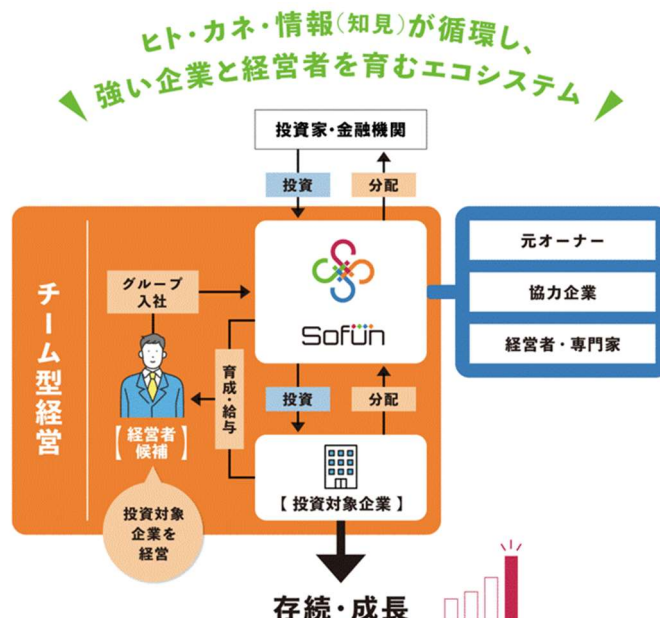 ヒト・カネ・情報(知見)が循環し、
強い企業と経営者を育むエコシステム
投資家・金融機関
投資
分配
チーム型経営
グループ
入社
Sofün
元オーナー
協力企業
経営者・専門家
育成・給与
投資
分配
【経営者
候補】
【投資対象企業】
投資対象
企業を
経営
存続・成長